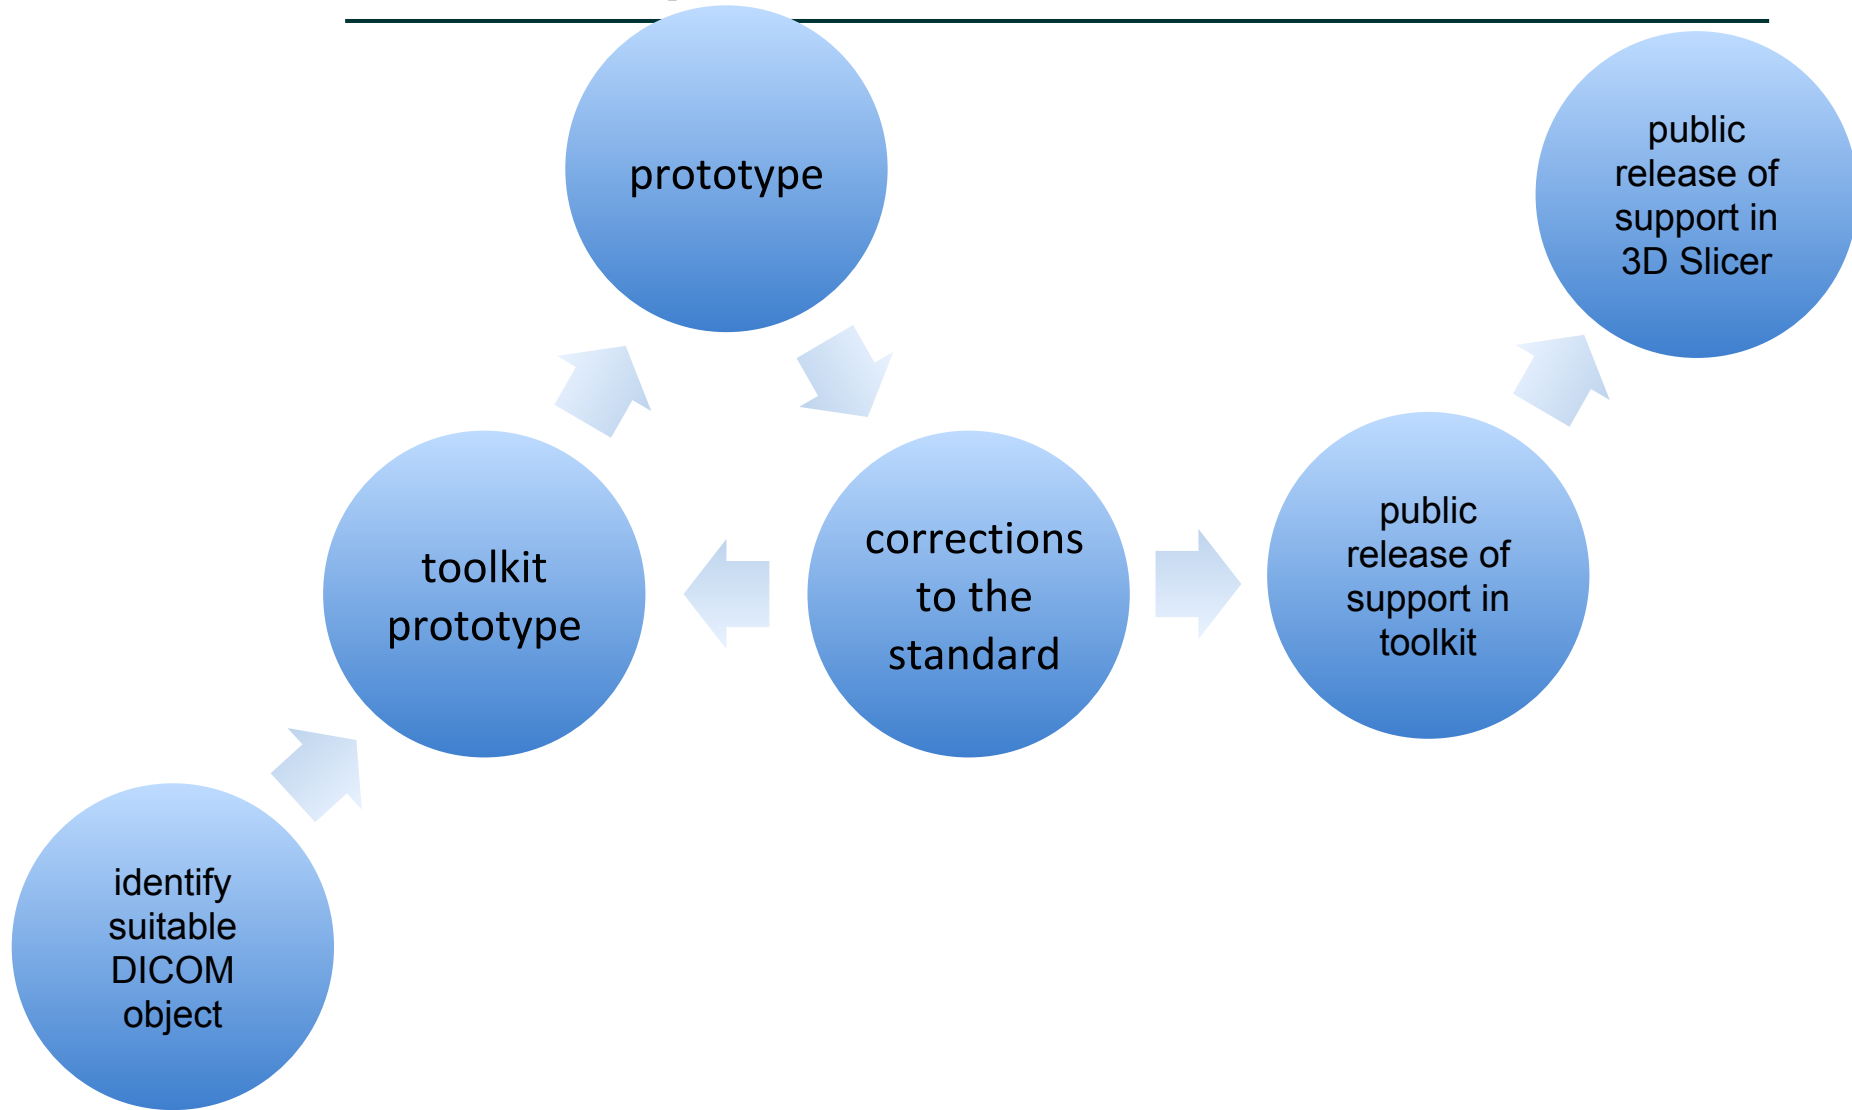 prototype
public
release of
support in
3D Slicer
toolkit
prototype
corrections
to the
standard
public
release of
support in
toolkit
identify
suitable
DICOM
object